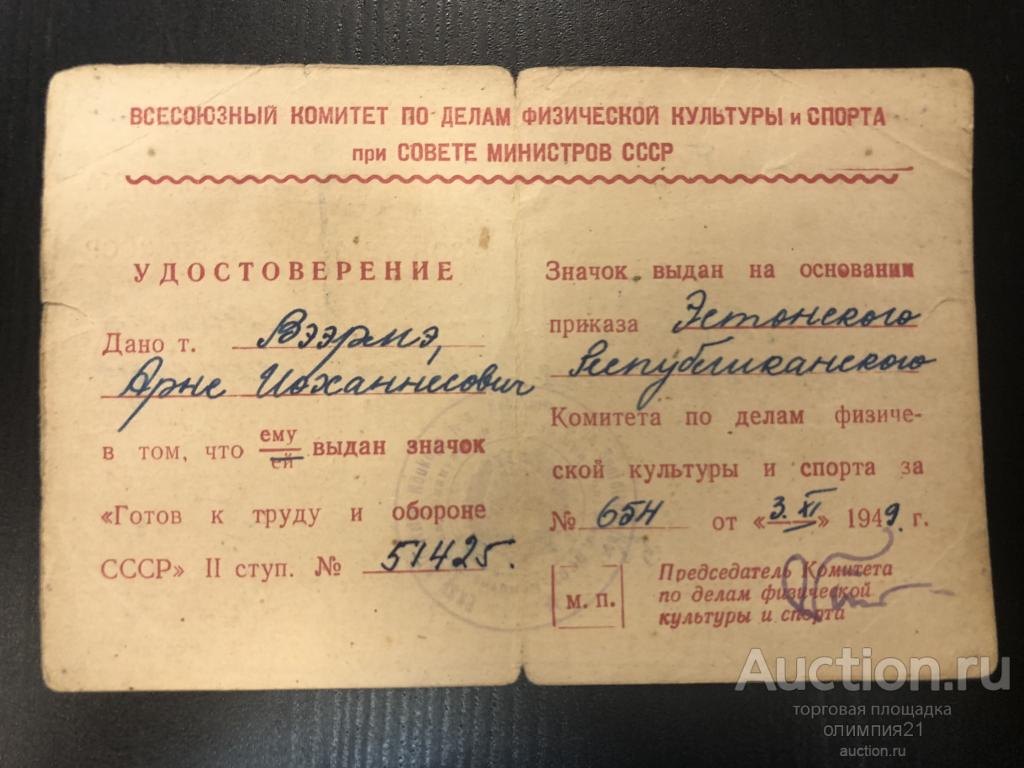 ВСЕСОЮЗНЫЙ КОМИТЕТ ПО ДЕЛАМ ФИЗИЧЕСКОЙ КУЛЬТУРЫ и СПОРТА
при СОВЕТЕ МИНИСТРОВ СССР
УДОСТОВЕРЕНИЕ
Дано т. Вээрмэ,
Арне Иоханнесович
в том, что ему выдан значок
ей
«Готов к труду и обороне
СССР» II ступ. № 51425.
Значок выдан на основании
приказа Эстонского
Республиканского
Комитета по делам физиче-
ской культуры и спорта за
№ 654 от «3. XI» 1949. г.
м. п.
Председатель Комитета
по делам физической
культуры и спорта
Auction.ru
торговая площадка
олимпия21
auction.ru